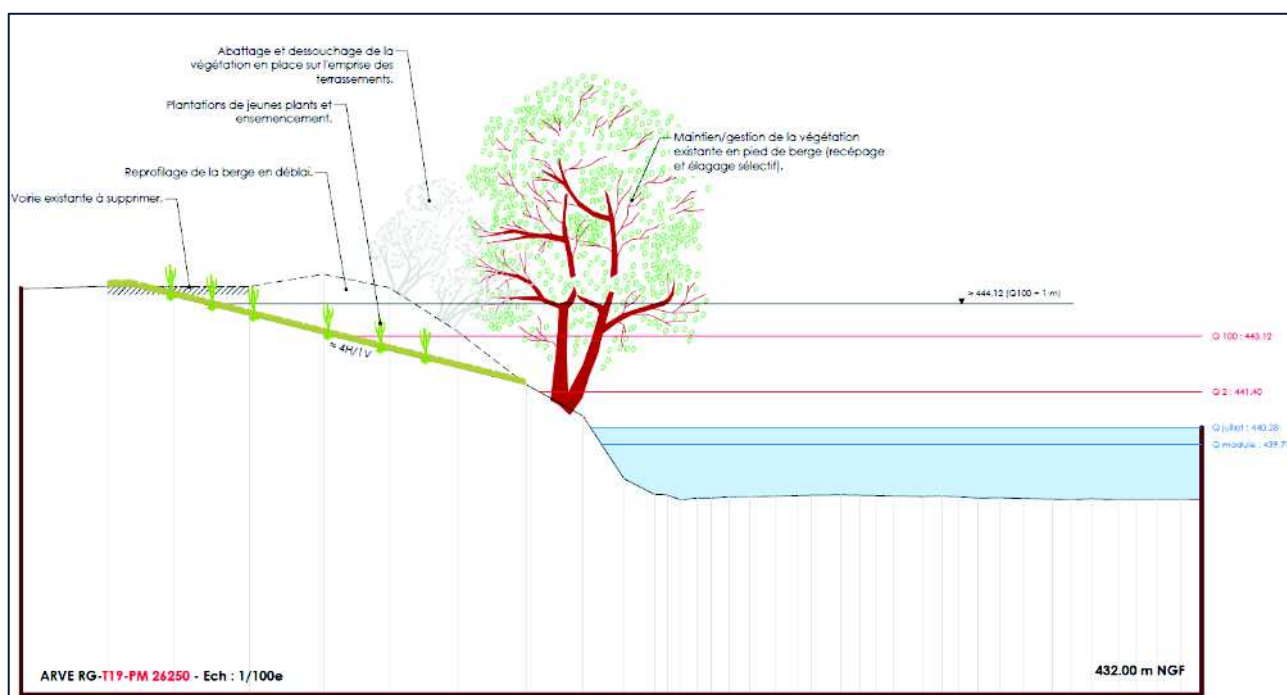 Abattage et dessouchage de la
végétation en place sur l'emprise des
terrassements.
Plantations de jeunes plants et
ensemencement.
Maintien/gestion de la végétation
existante en pied de berge (recépage
et élagage sélectif).
Reprofilage de la berge en déblai.
Voirie existante à supprimer.
444.12 (Q100 + 1 m)
Q 100 : 443.12
≈ 4H/1V
Q 2 : 441.40
Q juillet : 440.28
Q module : 439.7
ARVE RG-T19-PM 26250 - Ech : 1/100e
432.00 m NGF